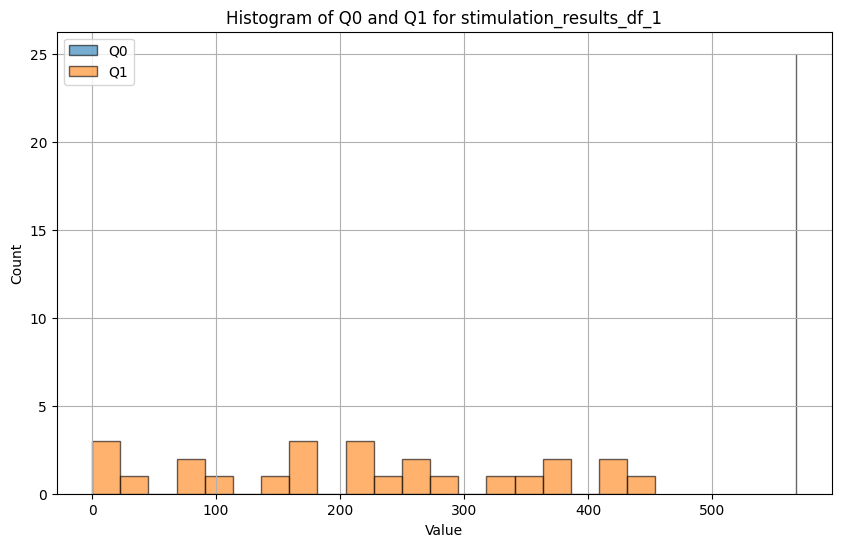 Histogram of Q0 and Q1 for stimulation_results_df_1
Q0
Q1
25
20
15
10
5
0
Count
0 100 200 300 400 500
Value